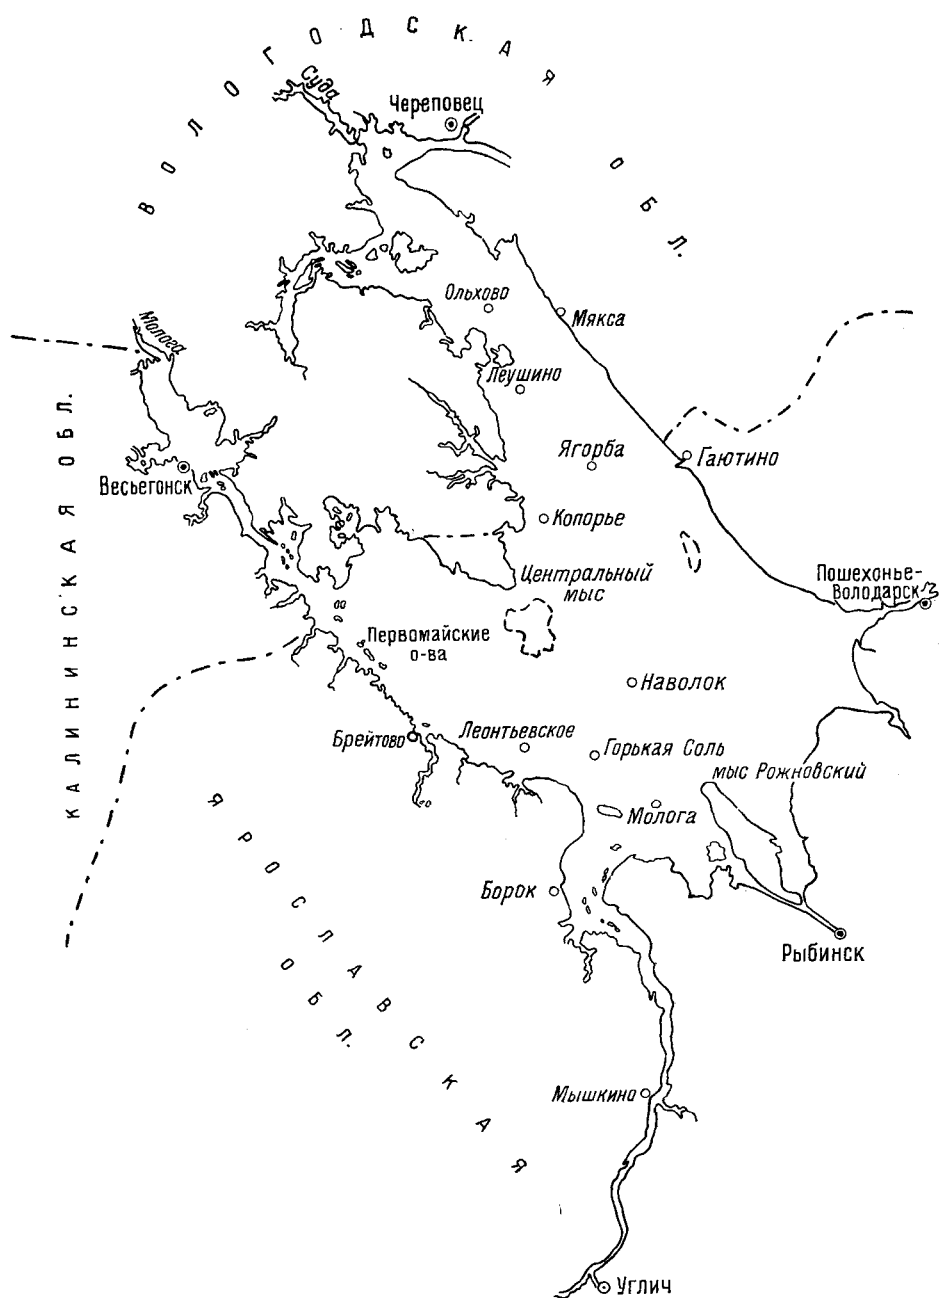 ВОЛОГОДСКАЯ ОБЛ.
Суда
Череповец
Ольхово
Мякса
Молога
Леушино
Ягорба
Гаютино
Весьегонск
Копорье
КАЛИНИНСКАЯ ОБЛ.
Центральный
мыс
Пошехонье-
Володарск
Первомайские
о-ва
Наволок
Брейтово
Леонтьевское
Горькая Соль
мыс Рожновский
Молога
Борок
Рыбинск
ЯРОСЛАВСКАЯ
ОБЛ.
Мышкино
Углич